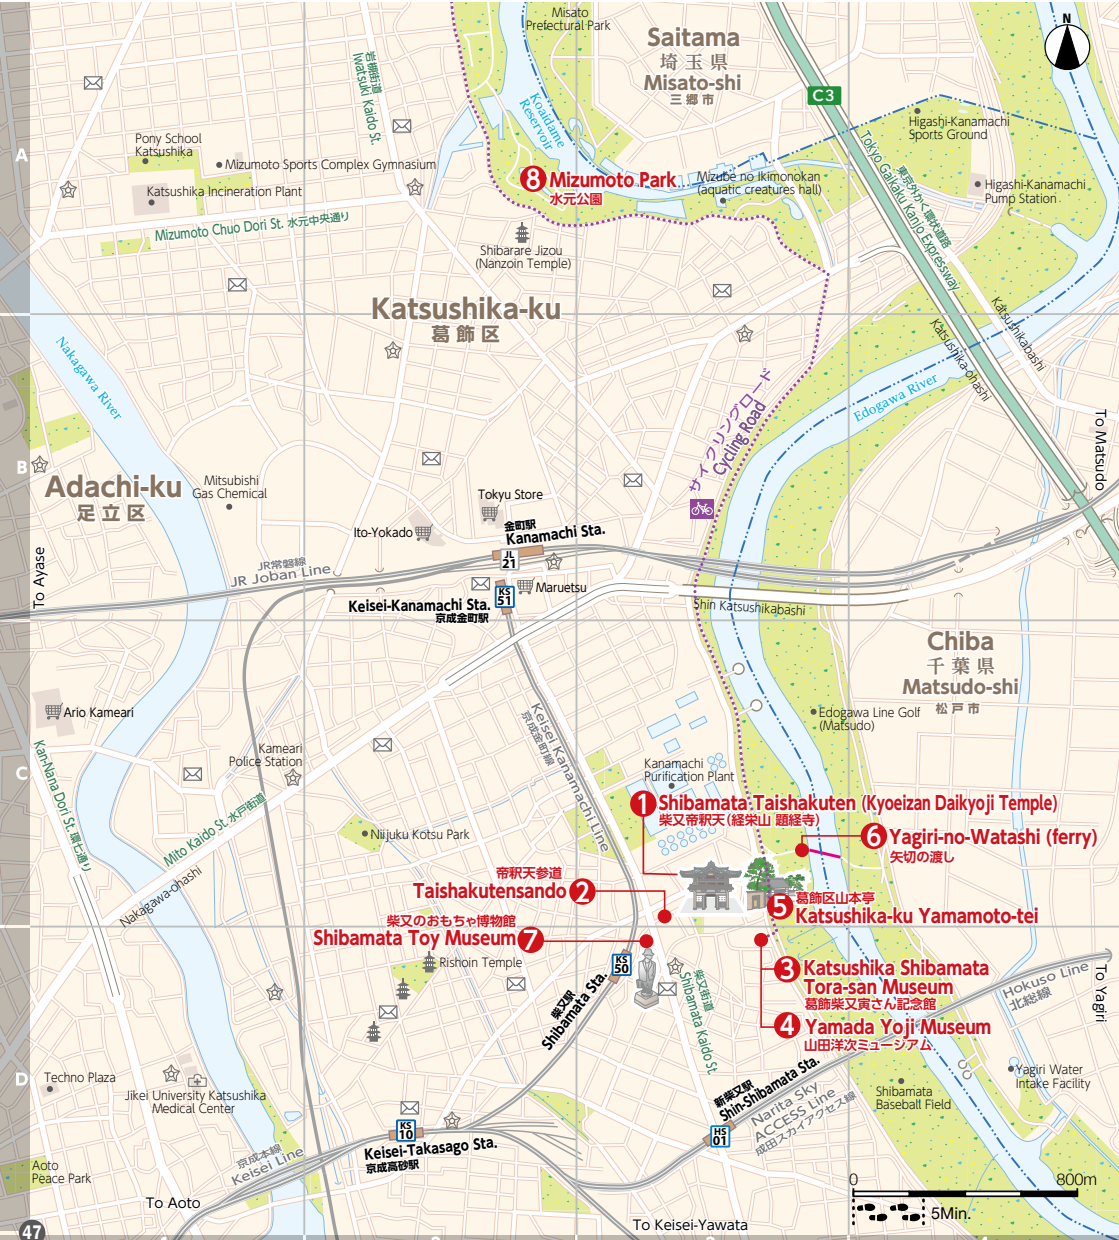 Misato
Prefectural Park
Saitama
埼玉県
Misato-shi
三郷市
N
C3
岩槻街道
Iwatsuki Kaido St.
Koaidame
Reservoir
Higashi-Kanamachi
Sports Ground
A
Pony School
Katsushika
Mizumoto Sports Complex Gymnasium
Katsushika Incineration Plant
8 Mizumoto Park
水元公園
Mizube no Ikimonokan
(aquatic creatures hall)
Higashi-Kanamachi
Pump Station
東京外かく環状道路
Tokyo Gaikaku Kanjo Expressway
Mizumoto Chuo Dori St. 水元中央通り
Shibarare Jizou
(Nanzoin Temple)
Katsushika-ku
葛飾区
Katsushikabashi
Katsushika-ohashi
Nakagawa River
Edogawa River
サイクリングロード
Cycling Road
To Matsudo
B
Adachi-ku
足立区
Mitsubishi
Gas Chemical
Tokyu Store
Ito-Yokado
金町駅
Kanamachi Sta.
JL
21
JR常磐線
JR Joban Line
To Ayase
KS
51
Maruetsu
Keisei-Kanamachi Sta.
京成金町駅
Shin Katsushikabashi
Chiba
千葉県
Matsudo-shi
松戸市
Ario Kameari
Edogawa Line Golf
(Matsudo)
Keisei Kanamachi Line
京成金町線
Kameari
Police Station
Kanamachi
Purification Plant
C
Kan-Nana Dori St. 環七通り
Mito Kaido St. 水戸街道
Niijuku Kotsu Park
1 Shibamata Taishakuten (Kyoeizan Daikyoji Temple)
柴又帝釈天（経栄山 題経寺）
6 Yagiri-no-Watashi (ferry)
矢切の渡し
帝釈天参道
Taishakutensando 2
Nakagawa-ohashi
5 葛飾区山本亭
Katsushika-ku Yamamoto-tei
柴又のおもちゃ博物館
Shibamata Toy Museum 7
Rishoin Temple
KS
50
柴又駅
Shibamata Sta.
柴又街道
Shibamata Kaido St.
3 Katsushika Shibamata
Tora-san Museum
葛飾柴又寅さん記念館
4 Yamada Yoji Museum
山田洋次ミュージアム
Hokuso Line
北総線
To Yagiri
D
Techno Plaza
Jikei University Katsushika
Medical Center
新柴又駅
Shin-Shibamata Sta.
Narita Sky
ACCESS Line
成田スカイアクセス線
Shibamata
Baseball Field
Yagiri Water
Intake Facility
KS
10
Keisei-Takasago Sta.
京成高砂駅
HS
01
京成本線
Keisei Line
Aoto
Peace Park
To Aoto
To Keisei-Yawata
0 800m
5Min.
47